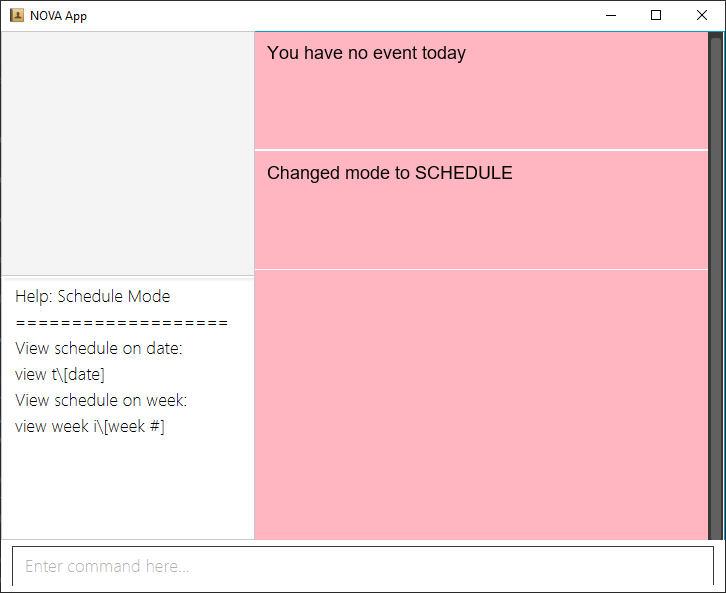 NOVA App
You have no event today
Changed mode to SCHEDULE
Help: Schedule Mode
===================
View schedule on date:
view t\[date]
View schedule on week:
view week i\[week #]
Enter command here...